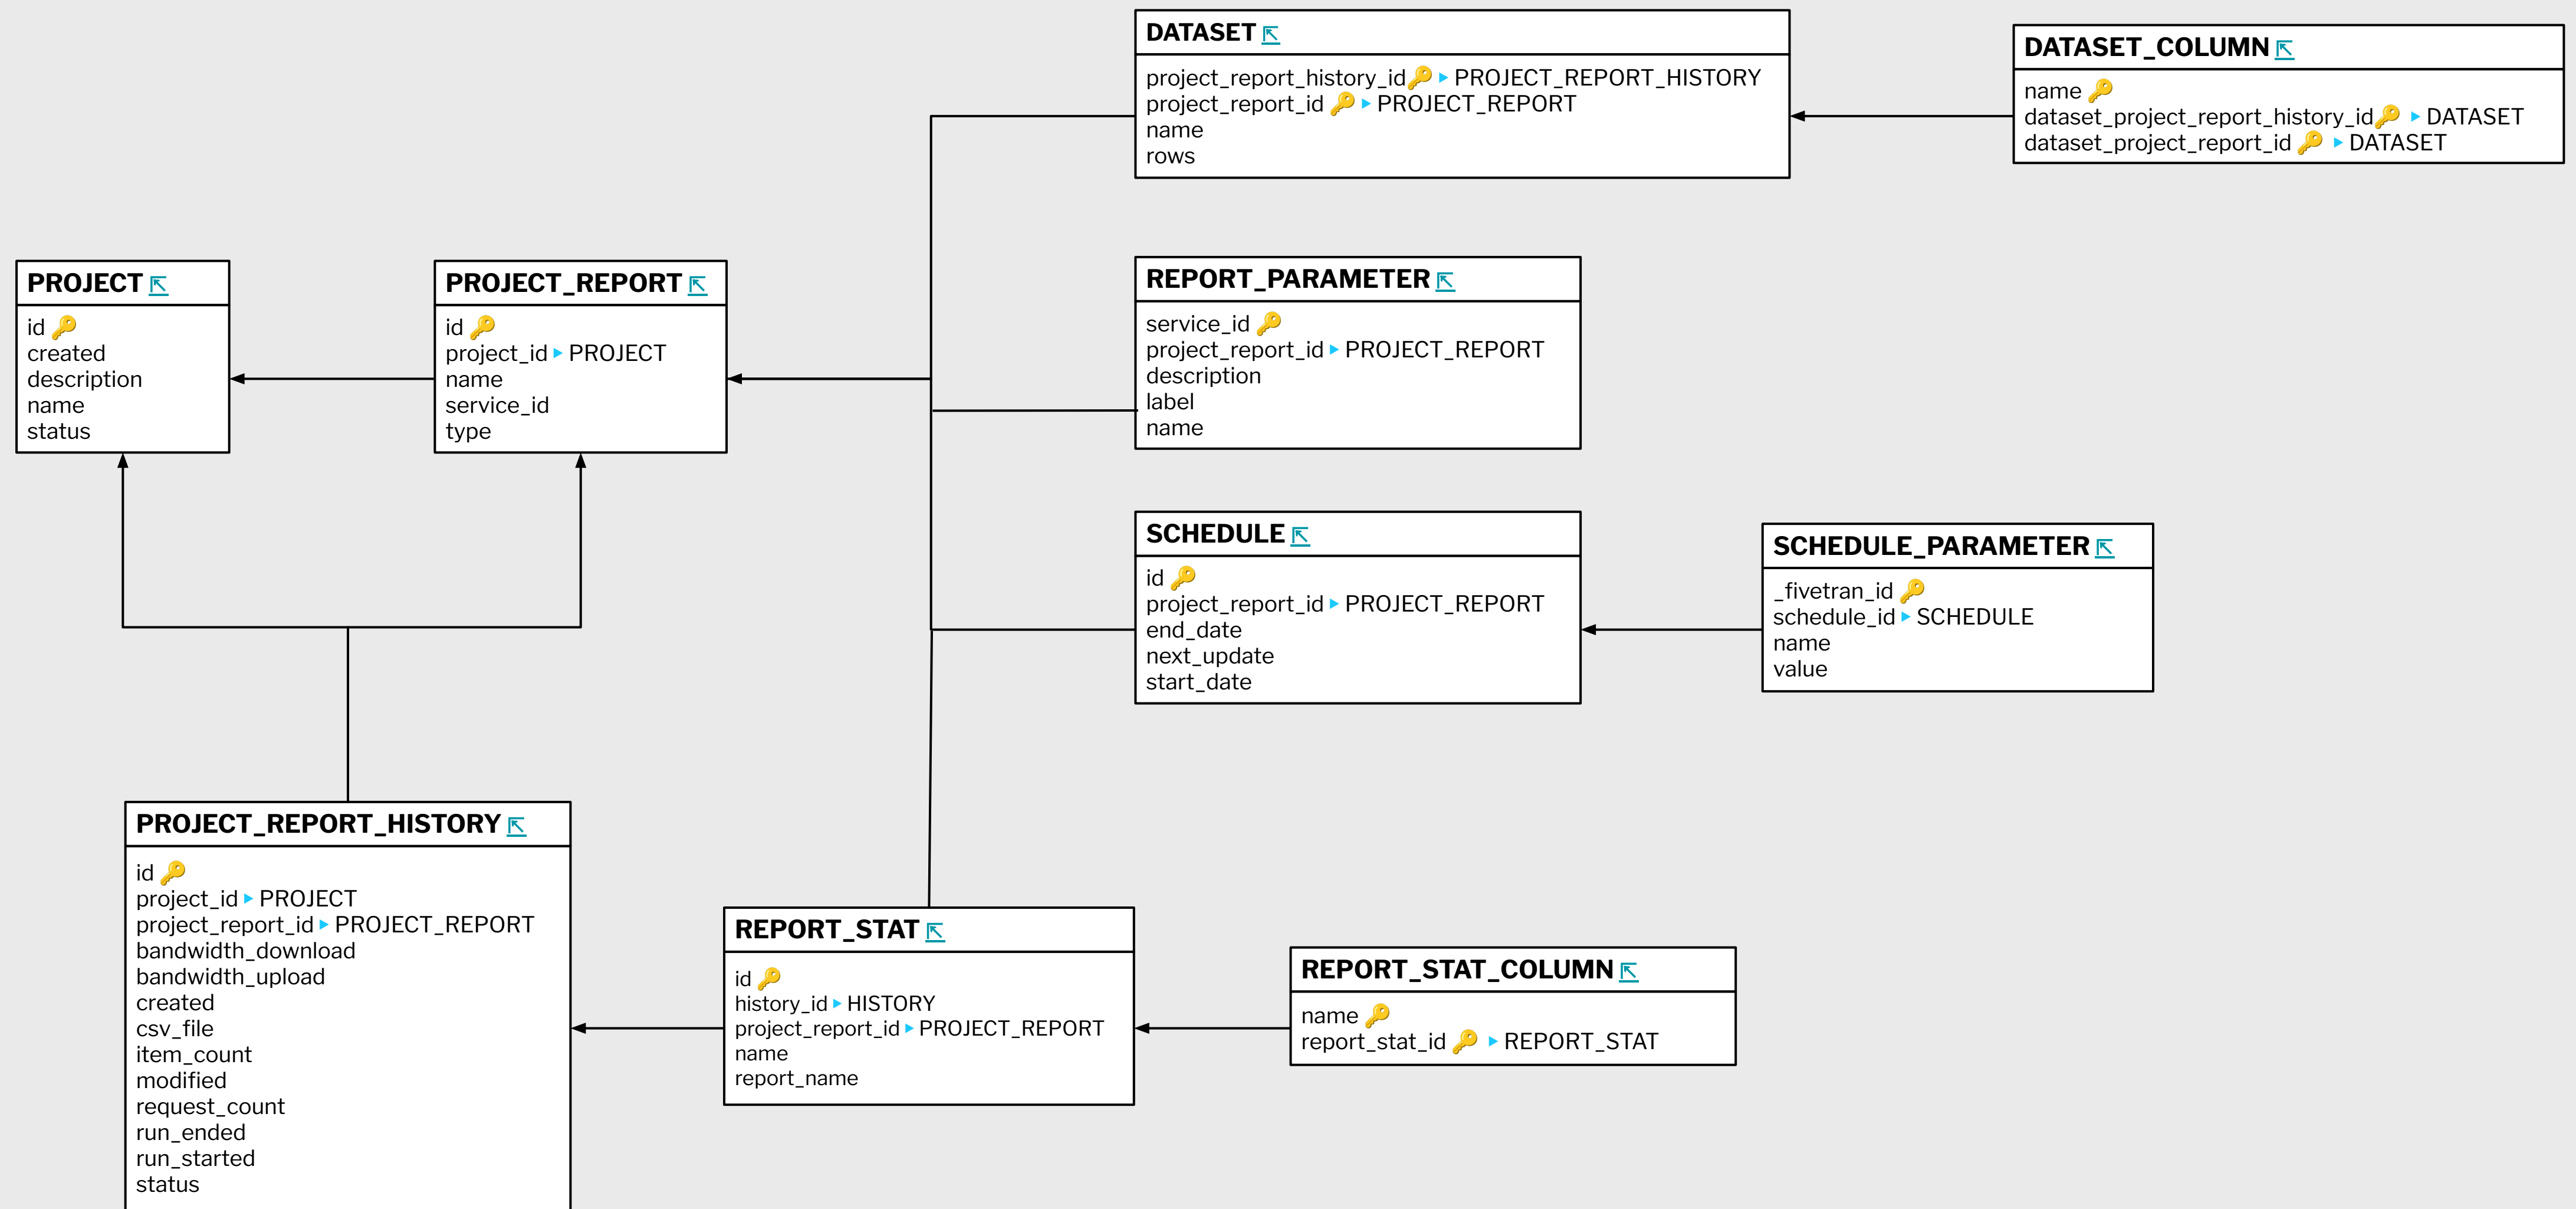 DATASET
project_report_history_id 🔑 ▸ PROJECT_REPORT_HISTORY
project_report_id 🔑 ▸ PROJECT_REPORT
name
rows
DATASET_COLUMN
name 🔑
dataset_project_report_history_id 🔑 ▸ DATASET
dataset_project_report_id 🔑 ▸ DATASET
PROJECT
id 🔑
created
description
name
status
PROJECT_REPORT
id 🔑
project_id ▸ PROJECT
name
service_id
type
REPORT_PARAMETER
service_id 🔑
project_report_id ▸ PROJECT_REPORT
description
label
name
SCHEDULE
id 🔑
project_report_id ▸ PROJECT_REPORT
end_date
next_update
start_date
SCHEDULE_PARAMETER
_fivetran_id 🔑
schedule_id ▸ SCHEDULE
name
value
PROJECT_REPORT_HISTORY
id 🔑
project_id ▸ PROJECT
project_report_id ▸ PROJECT_REPORT
bandwidth_download
bandwidth_upload
created
csv_file
item_count
modified
request_count
run_ended
run_started
status
REPORT_STAT
id 🔑
history_id ▸ HISTORY
project_report_id ▸ PROJECT_REPORT
name
report_name
REPORT_STAT_COLUMN
name 🔑
report_stat_id 🔑 ▸ REPORT_STAT